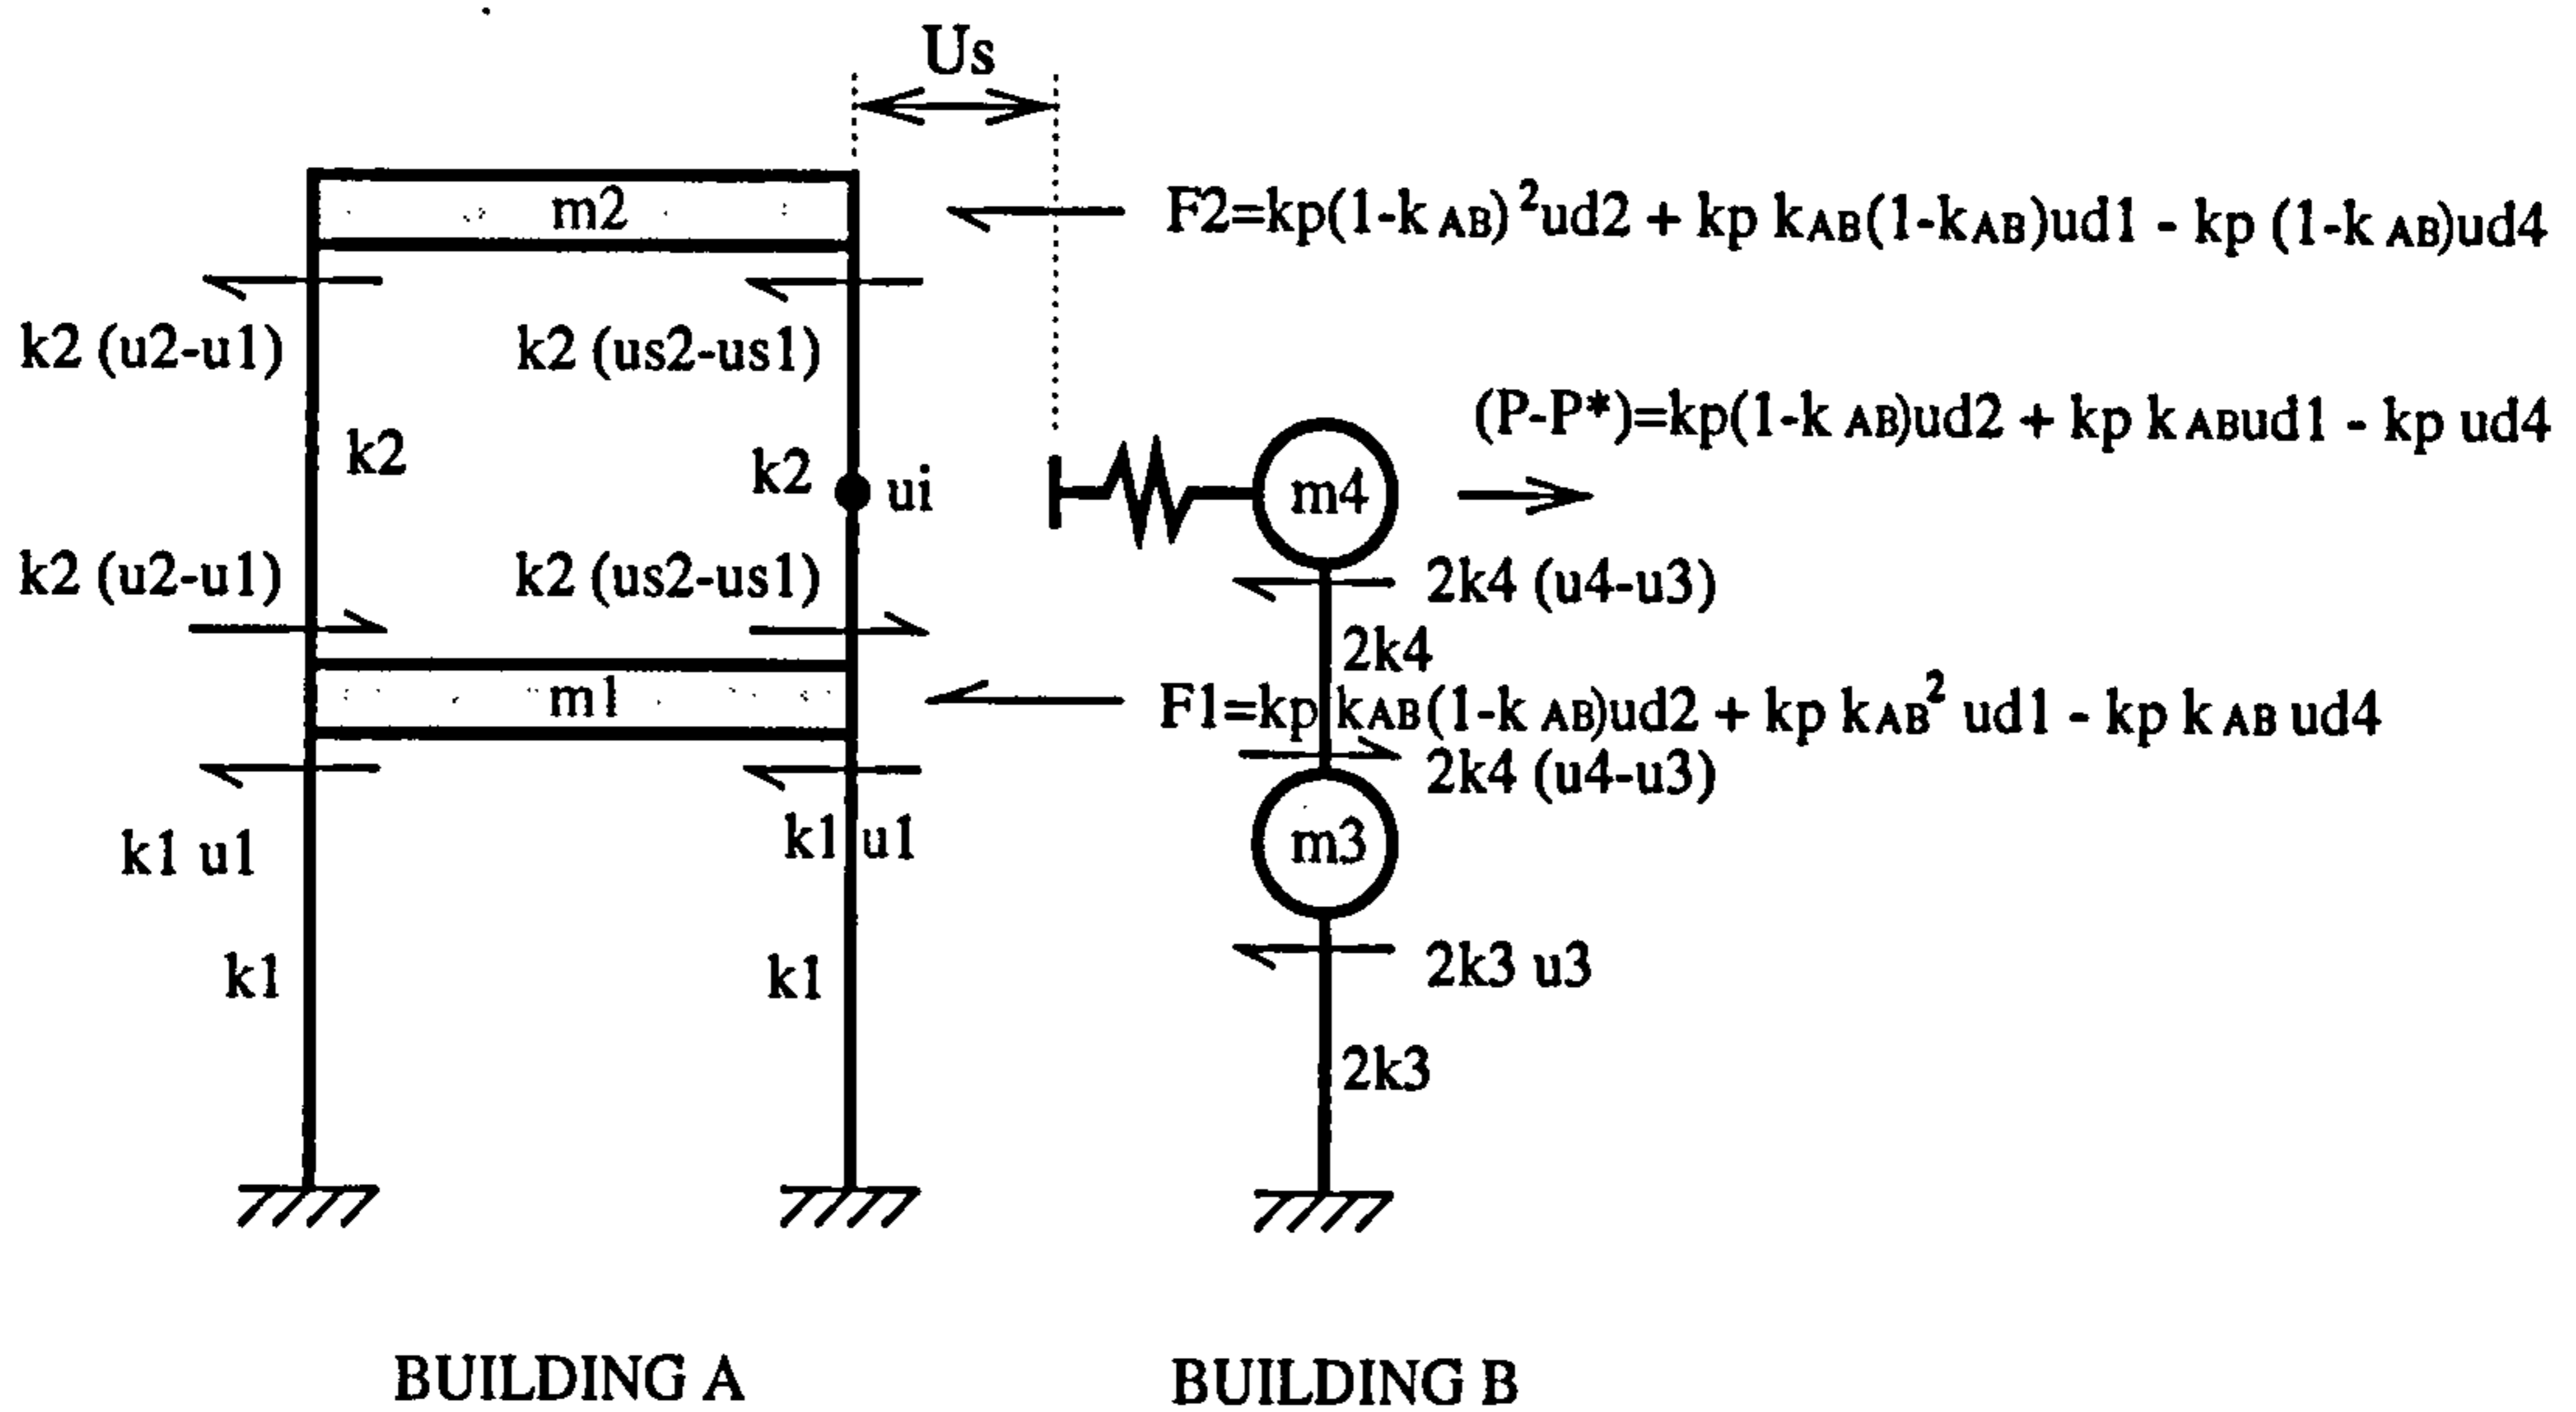 Us
m2
F2=kp(1-k AB)²ud2 + kp kAB(1-kAB)ud1 - kp (1-k AB)ud4
k2 (u2-u1)
k2 (us2-us1)
(P-P*)=kp(1-k AB)ud2 + kp k ABud1 - kp ud4
k2
k2
ui
m4
k2 (u2-u1)
k2 (us2-us1)
2k4 (u4-u3)
2k4
m1
F1=kp kAB(1-k AB)ud2 + kp kAB² ud1 - kp k AB ud4
2k4 (u4-u3)
k1 u1
k1 u1
m3
k1
k1
2k3 u3
2k3
BUILDING A
BUILDING B